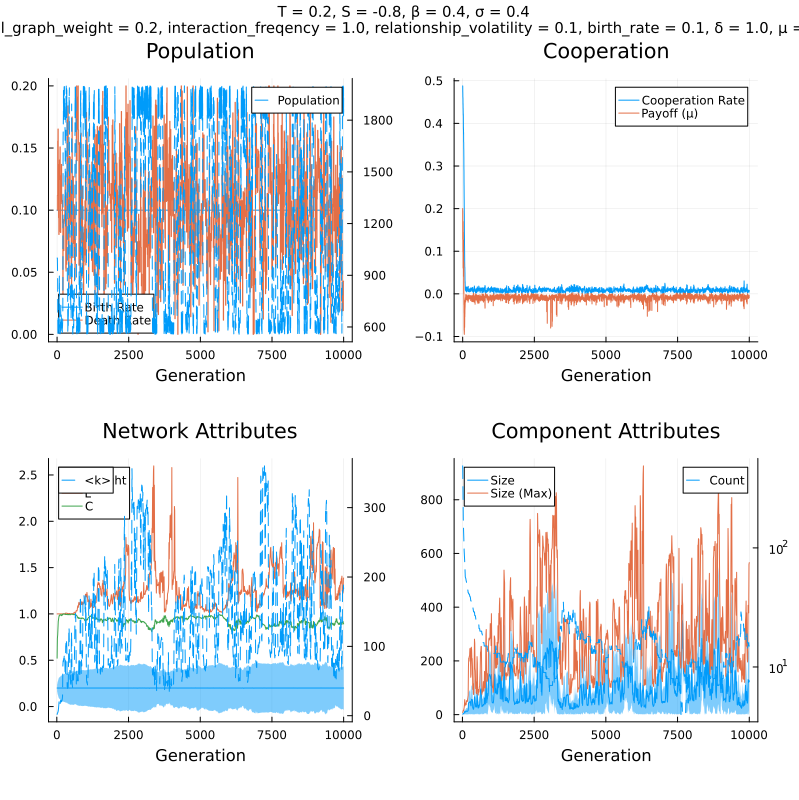 T = 0.2, S = -0.8, β = 0.4, σ = 0.4
l_graph_weight = 0.2, interaction_freqency = 1.0, relationship_volatility = 0.1, birth_rate = 0.1, δ = 1.0, μ =
Population
0.20
0.15
0.10
0.05
0.00
1800
1500
1200
900
600
Population
Birth Rate
Death Rate
0
2500
5000
7500
10000
Generation
Cooperation
0.5
0.4
0.3
0.2
0.1
0.0
−0.1
Cooperation Rate
Payoff (μ)
0
2500
5000
7500
10000
Generation
Network Attributes
2.5
2.0
1.5
1.0
0.5
0.0
300
200
100
0
<k> ht
C
0
2500
5000
7500
10000
Generation
Component Attributes
800
600
400
200
0
10²
10¹
Size
Size (Max)
Count
0
2500
5000
7500
10000
Generation